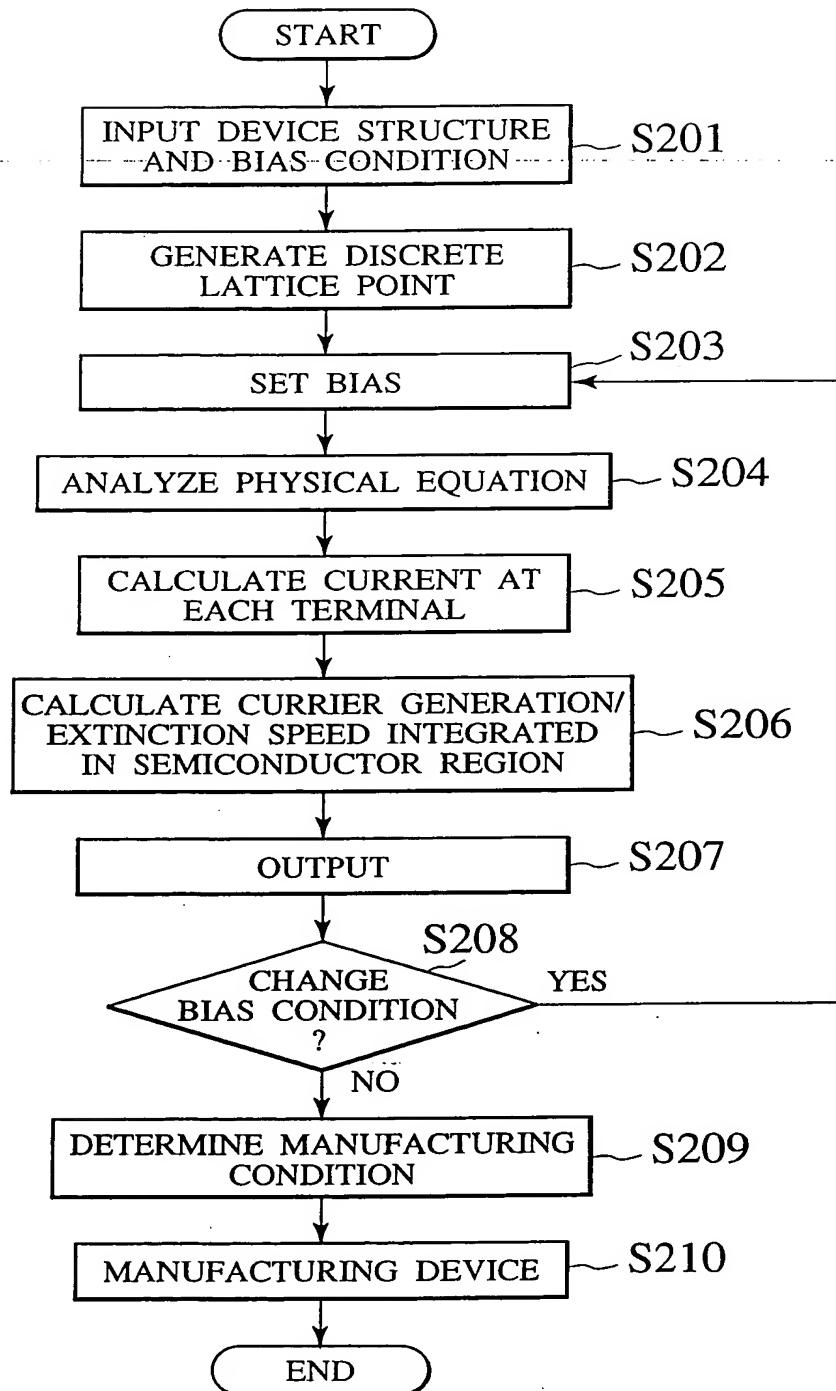 START
INPUT DEVICE STRUCTURE
AND BIAS CONDITION
S201
GENERATE DISCRETE
LATTICE POINT
S202
S203
SET BIAS
ANALYZE PHYSICAL EQUATION
S204
CALCULATE CURRENT AT
EACH TERMINAL
S205
CALCULATE CURRIER GENERATION/
EXTINCTION SPEED INTEGRATED
IN SEMICONDUCTOR REGION
S206
OUTPUT
S207
S208
CHANGE
BIAS CONDITION
?
YES
NO
DETERMINE MANUFACTURING
CONDITION
S209
MANUFACTURING DEVICE
S210
END